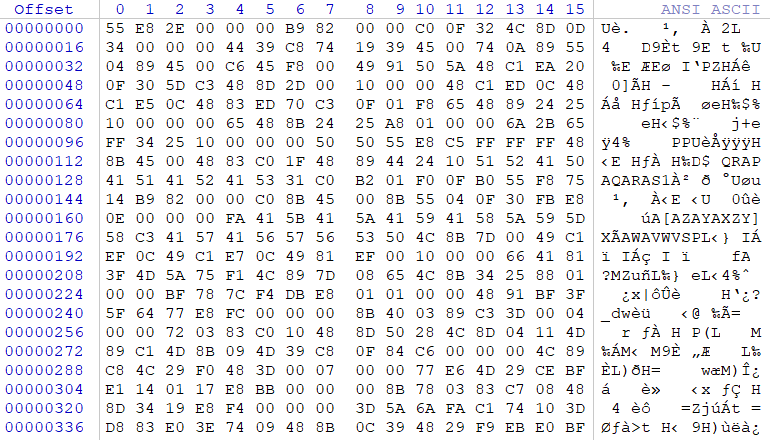 Offset 0 1 2 3 4 5 6 7 8 9 10 11 12 13 14 15 ANSI ASCII
00000000 55 E8 2E 00 00 00 B9 82 00 00 C0 0F 32 4C 8D 0D Uè. ¹‚ À 2L
00000016 34 00 00 00 44 39 C8 74 19 39 45 00 74 0A 89 55 4 D9Èt 9E t ‰U
00000032 04 89 45 00 C6 45 F8 00 49 91 50 5A 48 C1 EA 20 ‰E ÆEø I‘PZHÁê
00000048 0F 30 5D C3 48 8D 2D 00 10 00 00 48 C1 ED 0C 48 0]ÃH - HÁí H
00000064 C1 E5 0C 48 83 ED 70 C3 0F 01 F8 65 48 89 24 25 Áå HƒípÃ øeH‰$%
00000080 10 00 00 00 65 48 8B 24 25 A8 01 00 00 6A 2B 65 eH‹$%¨ j+e
00000096 FF 34 25 10 00 00 00 50 50 55 E8 C5 FF FF FF 48 ÿ4% PPUèÅÿÿÿH
00000112 8B 45 00 48 83 C0 1F 48 89 44 24 10 51 52 41 50 ‹E HƒÀ H‰D$ QRAP
00000128 41 51 41 52 41 53 31 C0 B2 01 F0 0F B0 55 F8 75 AQARAS1À² ð °Uøu
00000144 14 B9 82 00 00 C0 8B 45 00 8B 55 04 0F 30 FB E8 ¹‚ À‹E ‹U 0ûè
00000160 0E 00 00 00 FA 41 5B 41 5A 41 59 41 58 5A 59 5D úA[AZAYAXZY]
00000176 58 C3 41 57 41 56 57 56 53 50 4C 8B 7D 00 49 C1 XÃAWAVWVSPL‹} IÁ
00000192 EF 0C 49 C1 E7 0C 49 81 EF 00 10 00 00 66 41 81 ï IÁç I ï fA
00000208 3F 4D 5A 75 F1 4C 89 7D 08 65 4C 8B 34 25 88 01 ?MZuñL‰} eL‹4%ˆ
00000224 00 00 BF 78 7C F4 DB E8 01 01 00 00 48 91 BF 3F ¿x|ôÛè H‘¿?
00000240 5F 64 77 E8 FC 00 00 00 8B 40 03 89 C3 3D 00 04 _dwèü ‹@ ‰Ã=
00000256 00 00 72 03 83 C0 10 48 8D 50 28 4C 8D 04 11 4D r ƒÀ H P(L M
00000272 89 C1 4D 8B 09 4D 39 C8 0F 84 C6 00 00 00 4C 89 ‰ÁM‹ M9È „Æ L‰
00000288 C8 4C 29 F0 48 3D 00 07 00 00 77 E6 4D 29 CE BF ÈL)ðH= wæM)Î¿
00000304 E1 14 01 17 E8 BB 00 00 00 8B 78 03 83 C7 08 48 á è» ‹x ƒÇ H
00000320 8D 34 19 E8 F4 00 00 00 3D 5A 6A FA C1 74 10 3D 4 èô =ZjúÁt =
00000336 D8 83 E0 3E 74 09 48 8B 0C 39 48 29 F9 EB E0 BF Øƒà>t H‹ 9H)ùëà¿